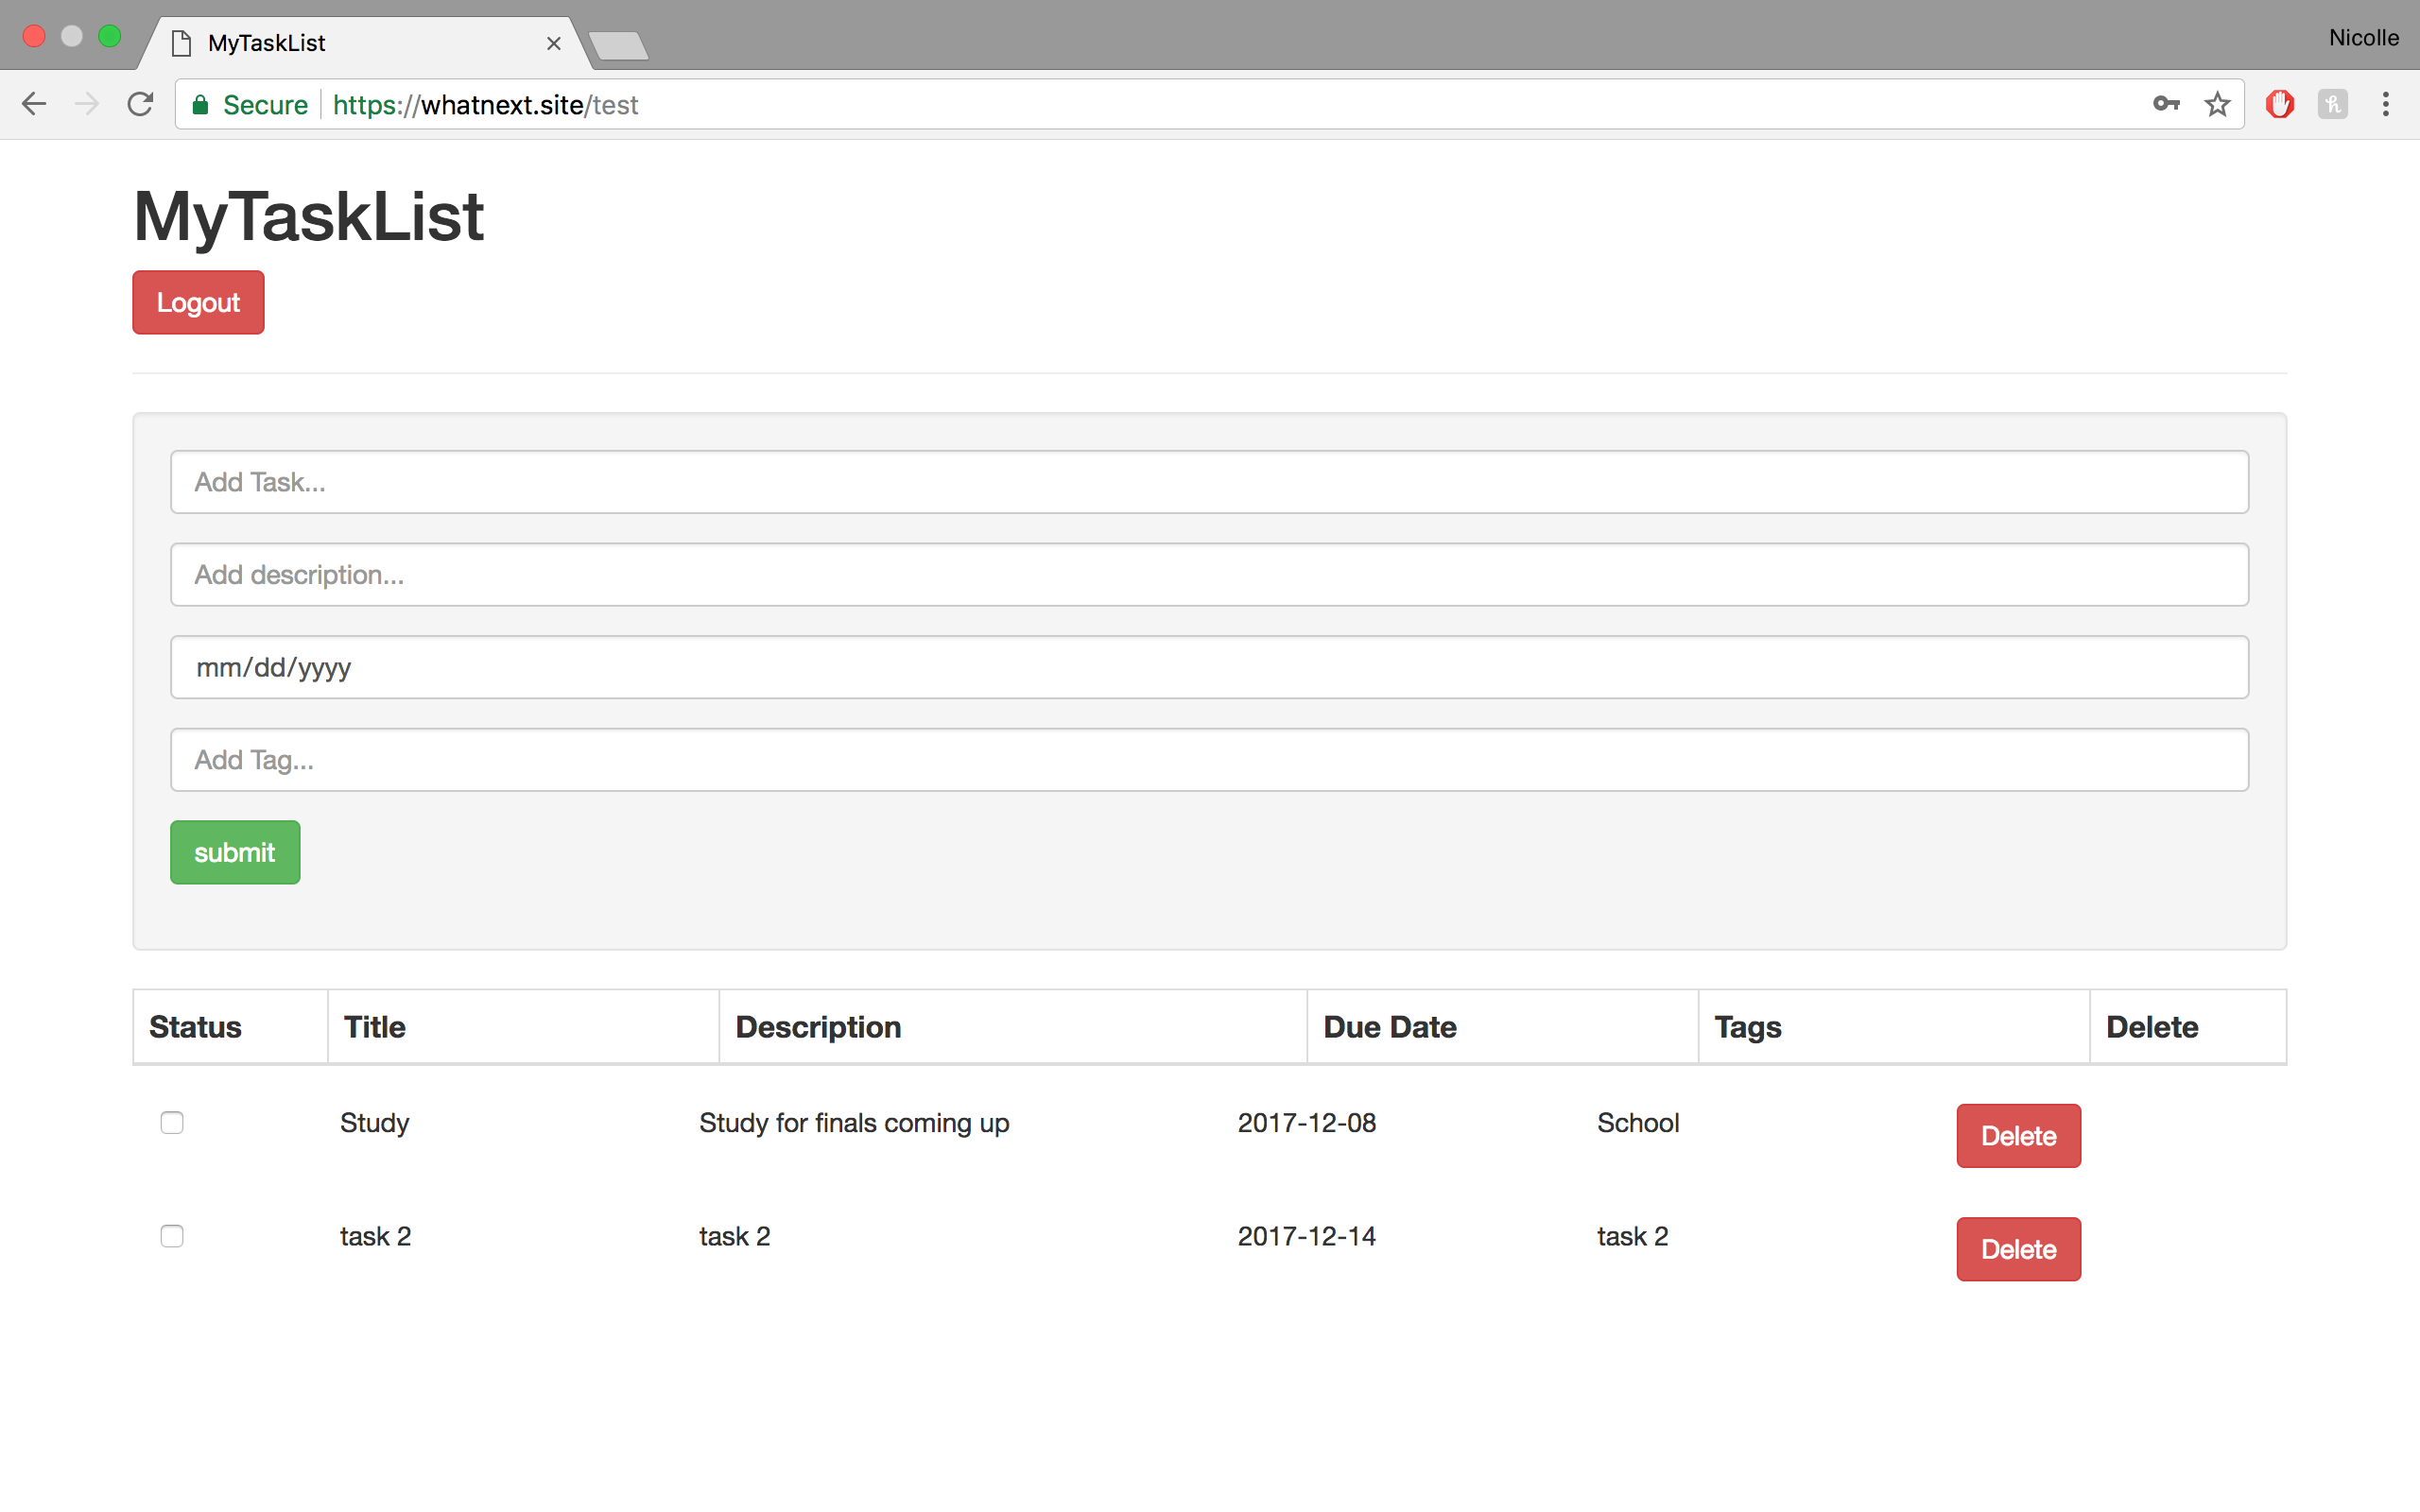 MyTaskList
Nicolle
Secure https://whatnext.site/test
MyTaskList
Logout
Add Task...
Add description...
mm/dd/yyyy
Add Tag...
submit
Status Title Description Due Date Tags Delete
Study Study for finals coming up 2017-12-08 School Delete
task 2 task 2 2017-12-14 task 2 Delete